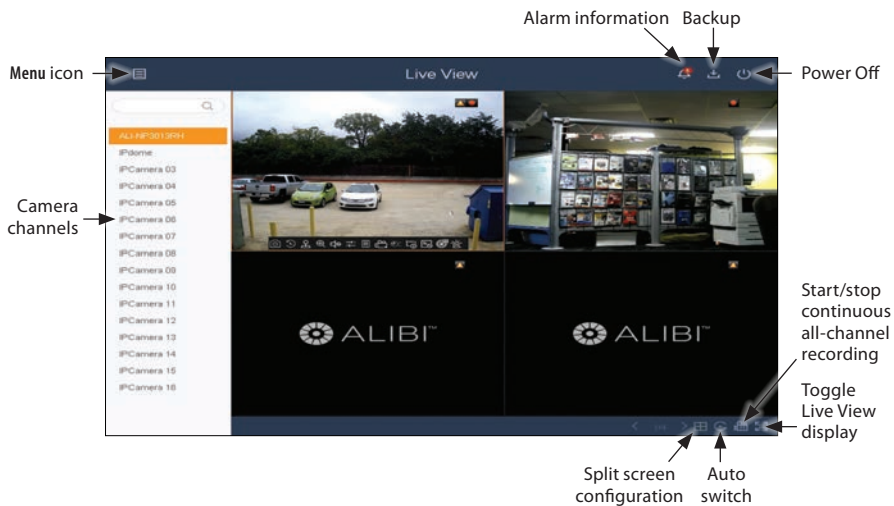 Alarm information
Backup
Menu icon
Live View
Power Off
ALI-NP3013RH
IPdome
IPCamera 03
IPCamera 04
IPCamera 05
IPCamera 06
IPCamera 07
IPCamera 08
IPCamera 09
IPCamera 10
IPCamera 11
IPCamera 12
IPCamera 13
IPCamera 14
IPCamera 15
IPCamera 16
Camera
channels
ALIBI™
ALIBI™
Start/stop
continuous
all-channel
recording
Toggle
Live View
display
Split screen
configuration
Auto
switch